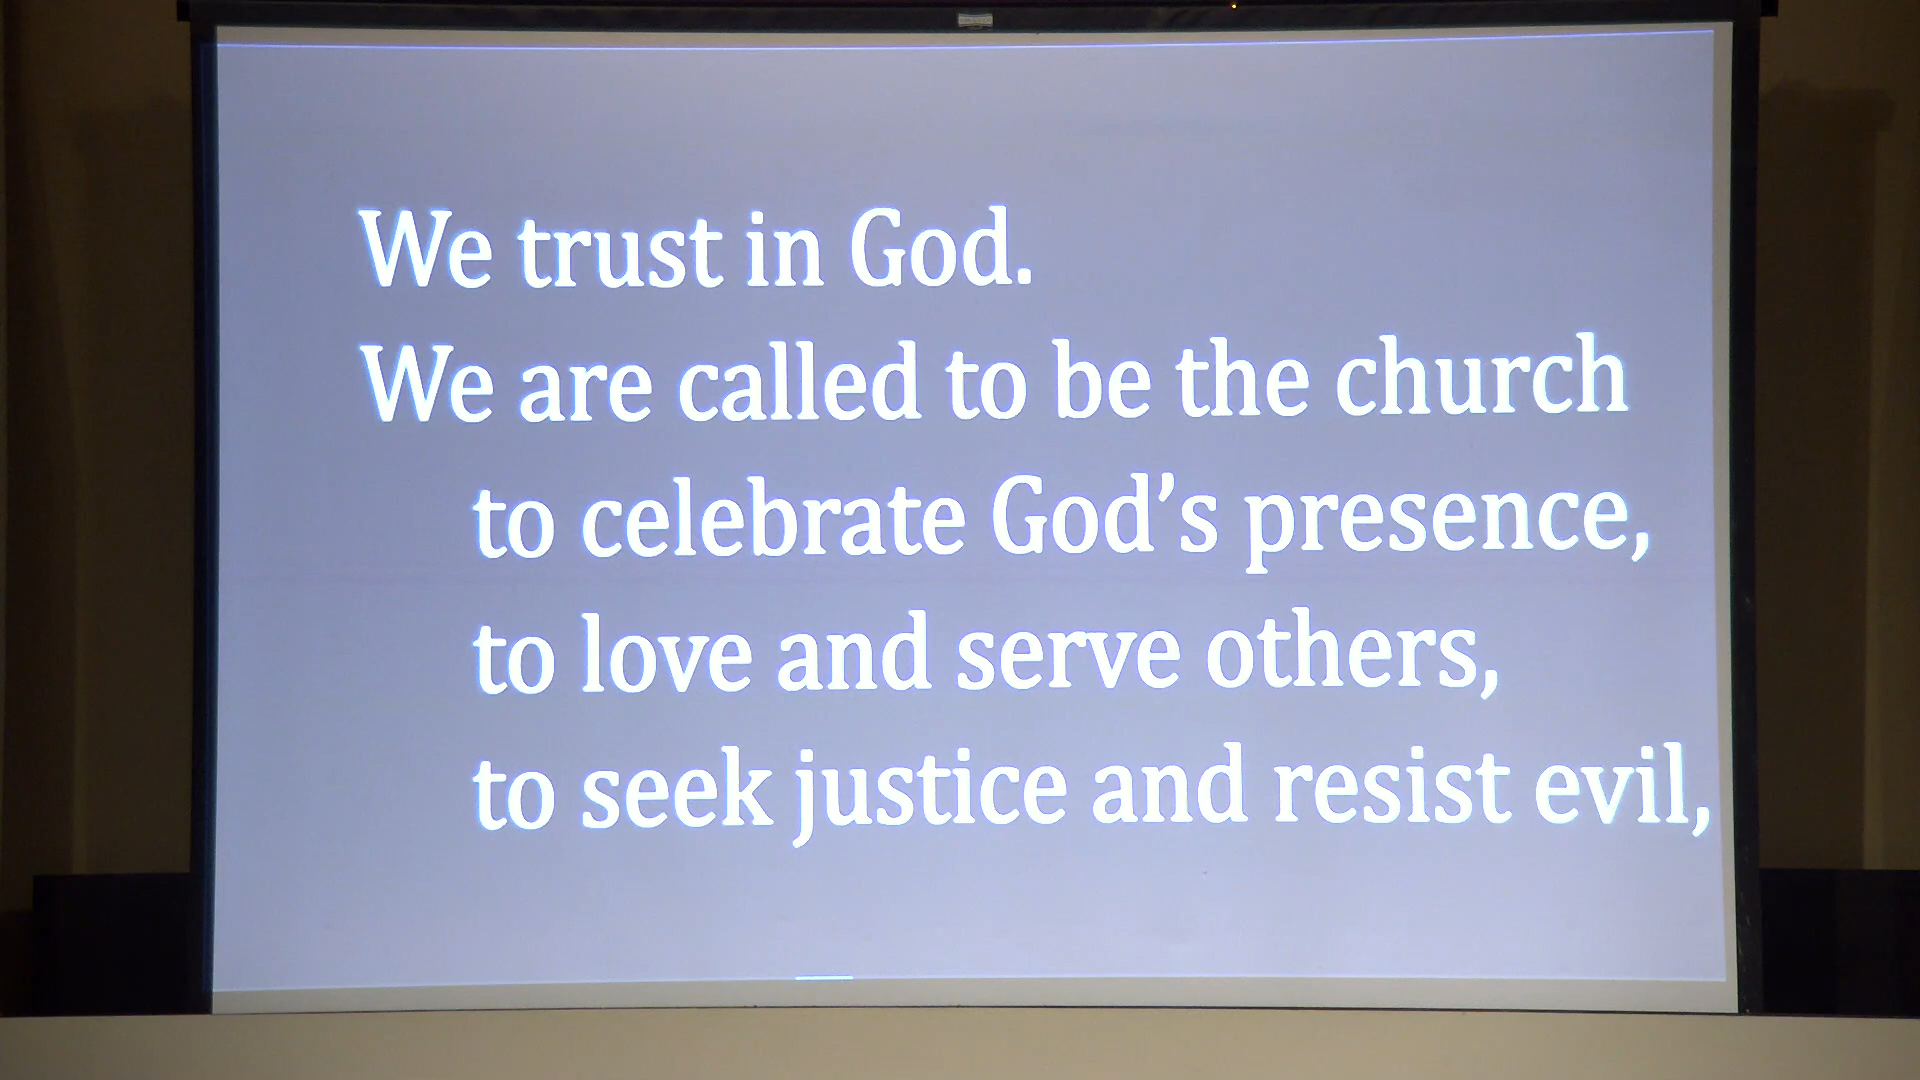 We trust in God.
We are called to be the church
to celebrate God’s presence,
to love and serve others,
to seek justice and resist evil,